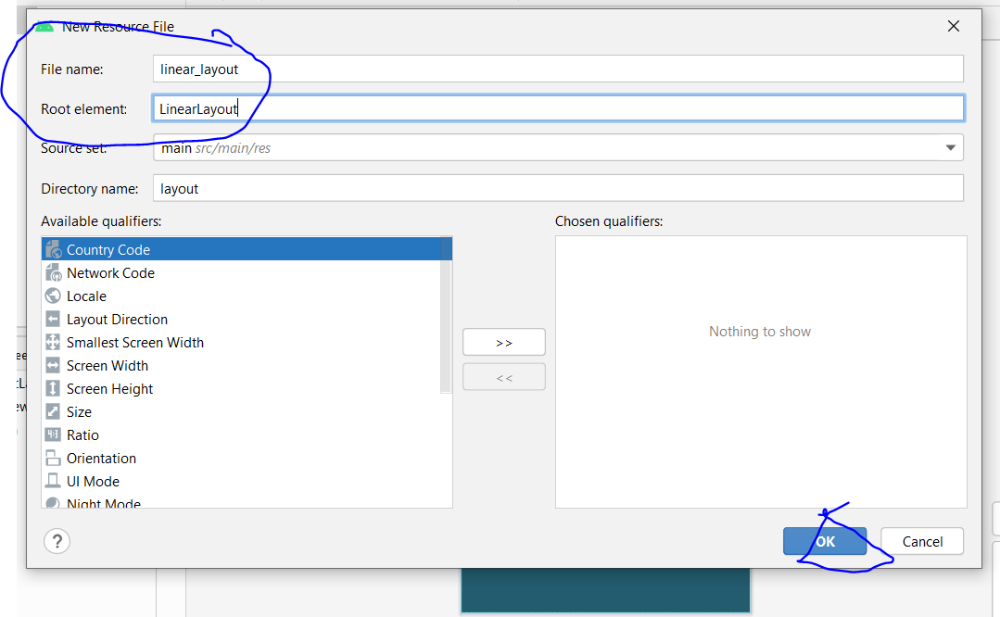 New Resource File
File name: linear_layout
Root element: LinearLayout
Source set: main src/main/res
Directory name: layout
Available qualifiers: Chosen qualifiers:
Country Code
Network Code
Locale
Layout Direction
Smallest Screen Width
Screen Width
Screen Height
Size
Ratio
Orientation
UI Mode
Night Mode
>>
<<
Nothing to show
? OK Cancel